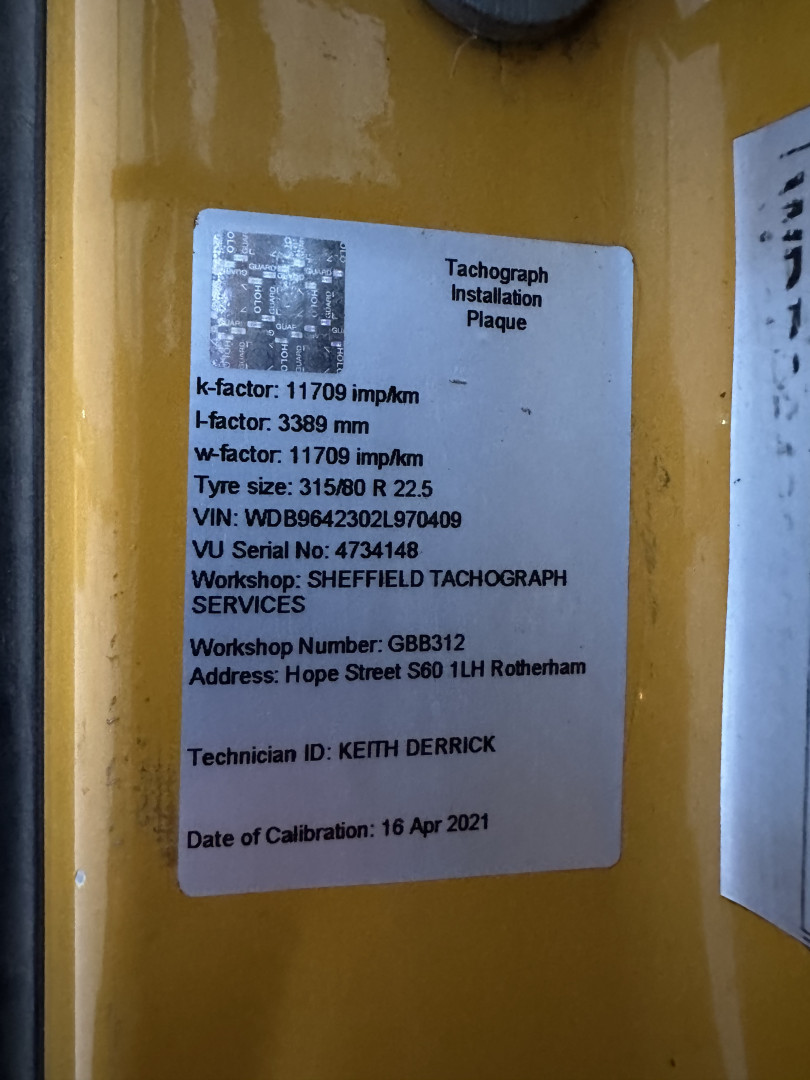 HOLO GUARD
Tachograph
Installation
Plaque
k-factor: 11709 imp/km
l-factor: 3389 mm
w-factor: 11709 imp/km
Tyre size: 315/80 R 22.5
VIN: WDB9642302L970409
VU Serial No: 4734148
Workshop: SHEFFIELD TACHOGRAPH
SERVICES
Workshop Number: GBB312
Address: Hope Street S60 1LH Rotherham
Technician ID: KEITH DERRICK
Date of Calibration: 16 Apr 2021